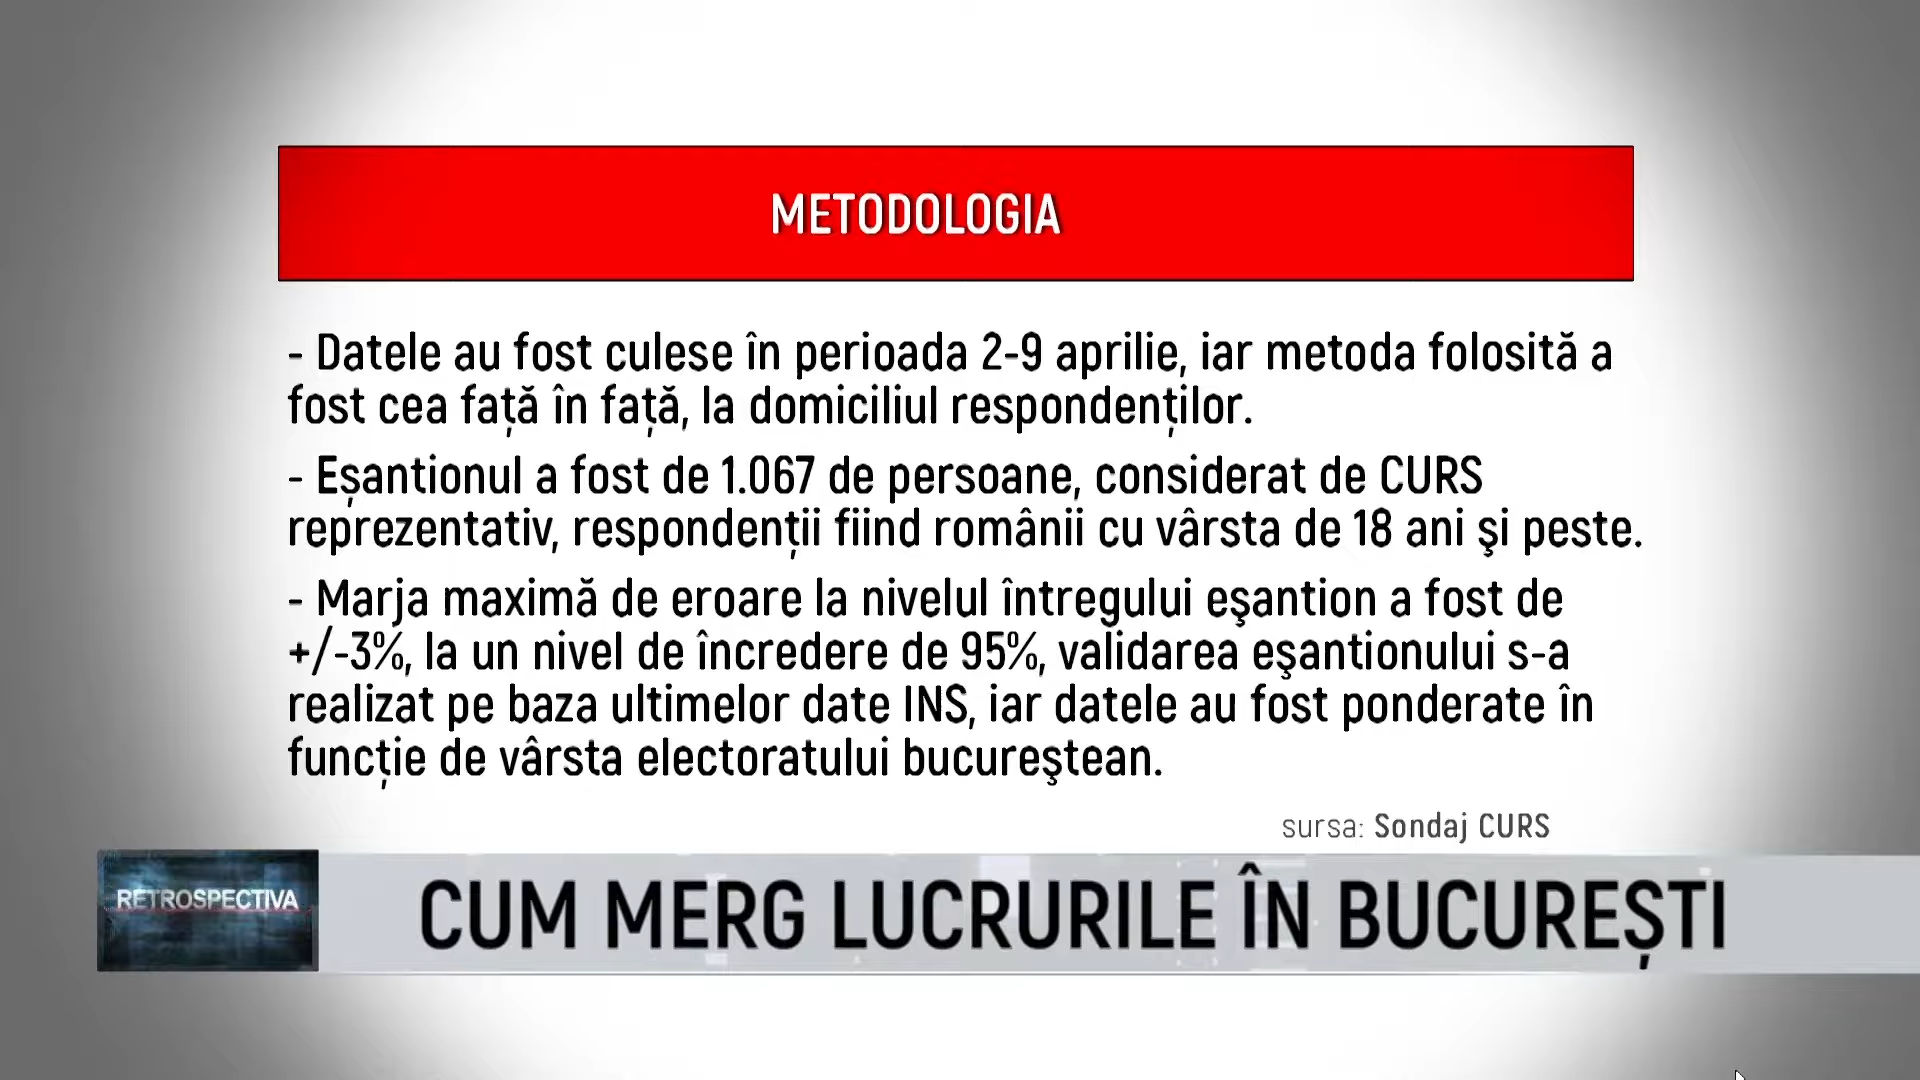 METODOLOGIA
- Datele au fost culese în perioada 2-9 aprilie, iar metoda folosită a
fost cea față în față, la domiciliul respondenților.
- Eșantionul a fost de 1.067 de persoane, considerat de CURS
reprezentativ, respondenții fiind românii cu vârsta de 18 ani şi peste.
- Marja maximă de eroare la nivelul întregului eşantion a fost de
+/-3%, la un nivel de încredere de 95%, validarea eşantionului s-a
realizat pe baza ultimelor date INS, iar datele au fost ponderate în
funcție de vârsta electoratului bucureştean.
sursa: Sondaj CURS
RETROSPECTIVA
CUM MERG LUCRURILE ÎN BUCUREȘTI